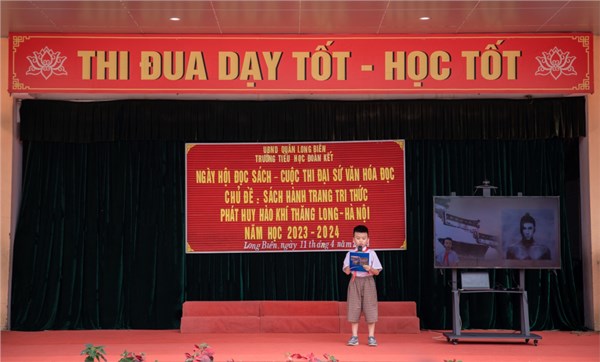 THI ĐUA DẠY TỐT - HỌC TỐT
UBND QUẬN LONG BIÊN
TRƯỜNG TIỂU HỌC ĐOÀN KẾT
NGÀY HỘI ĐỌC SÁCH - CUỘC THI ĐẠI SỨ VĂN HÓA ĐỌC
CHỦ ĐỀ : SÁCH HÀNH TRANG TRI THỨC
PHÁT HUY HÀO KHÍ THĂNG LONG - HÀ NỘI
NĂM HỌC 2023 - 2024
Long Biên, ngày 11 tháng 4 năm